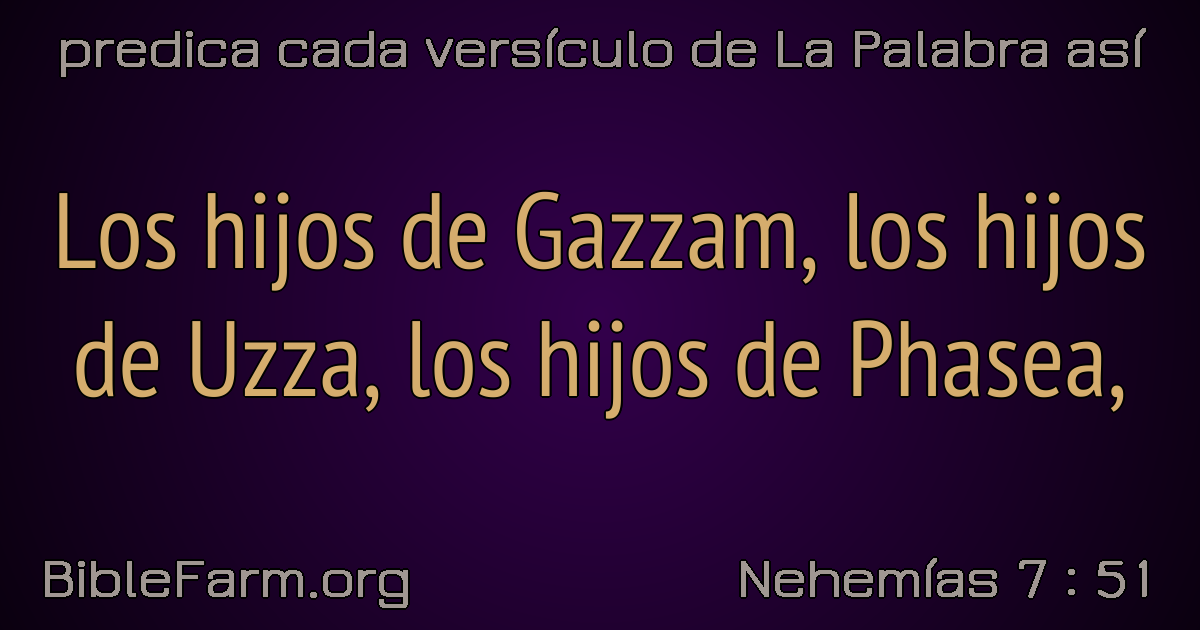 predica cada versículo de La Palabra así
Los hijos de Gazzam, los hijos
de Uzza, los hijos de Phasea,
BibleFarm.org
Nehemías 7 : 51